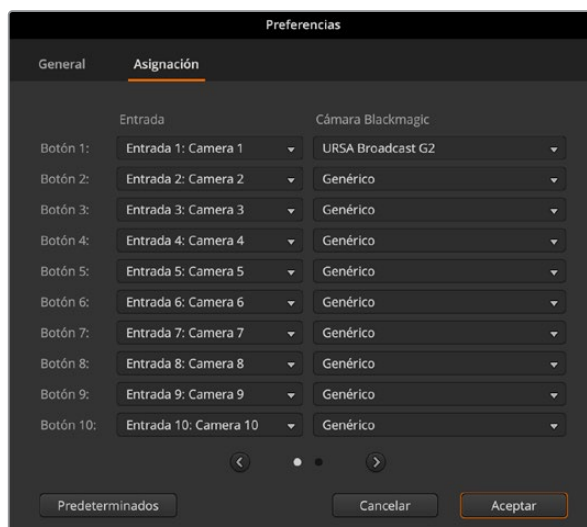 Preferencias
General Asignación
Entrada Cámara Blackmagic
Botón 1: Entrada 1: Camera 1 URSA Broadcast G2
Botón 2: Entrada 2: Camera 2 Genérico
Botón 3: Entrada 3: Camera 3 Genérico
Botón 4: Entrada 4: Camera 4 Genérico
Botón 5: Entrada 5: Camera 5 Genérico
Botón 6: Entrada 6: Camera 6 Genérico
Botón 7: Entrada 7: Camera 7 Genérico
Botón 8: Entrada 8: Camera 8 Genérico
Botón 9: Entrada 9: Camera 9 Genérico
Botón 10: Entrada 10: Camera 10 Genérico
Predeterminados Cancelar Aceptar